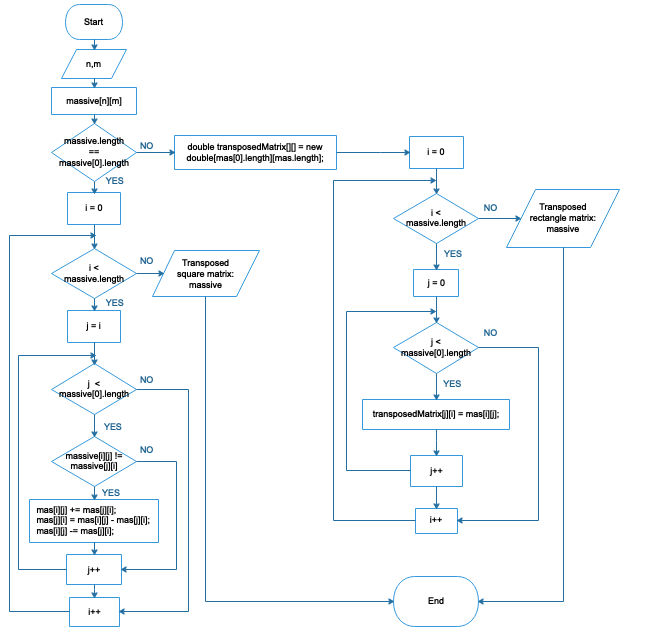 Start
n,m
massive[n][m]
massive.length
==
massive[0].length
NO
YES
double transposedMatrix[][] = new
double[mas[0].length][mas.length];
i = 0
i <
massive.length
NO
YES
Transposed
rectangle matrix:
massive
j = 0
j <
massive[0].length
NO
YES
transposedMatrix[j][i] = mas[i][j];
j++
i++
i = 0
i <
massive.length
NO
YES
Transposed
square matrix:
massive
j = i
j <
massive[0].length
NO
YES
massive[i][j] !=
massive[j][i]
NO
YES
mas[i][j] += mas[j][i];
mas[j][i] = mas[i][j] - mas[j][i];
mas[i][j] -= mas[j][i];
j++
i++
End